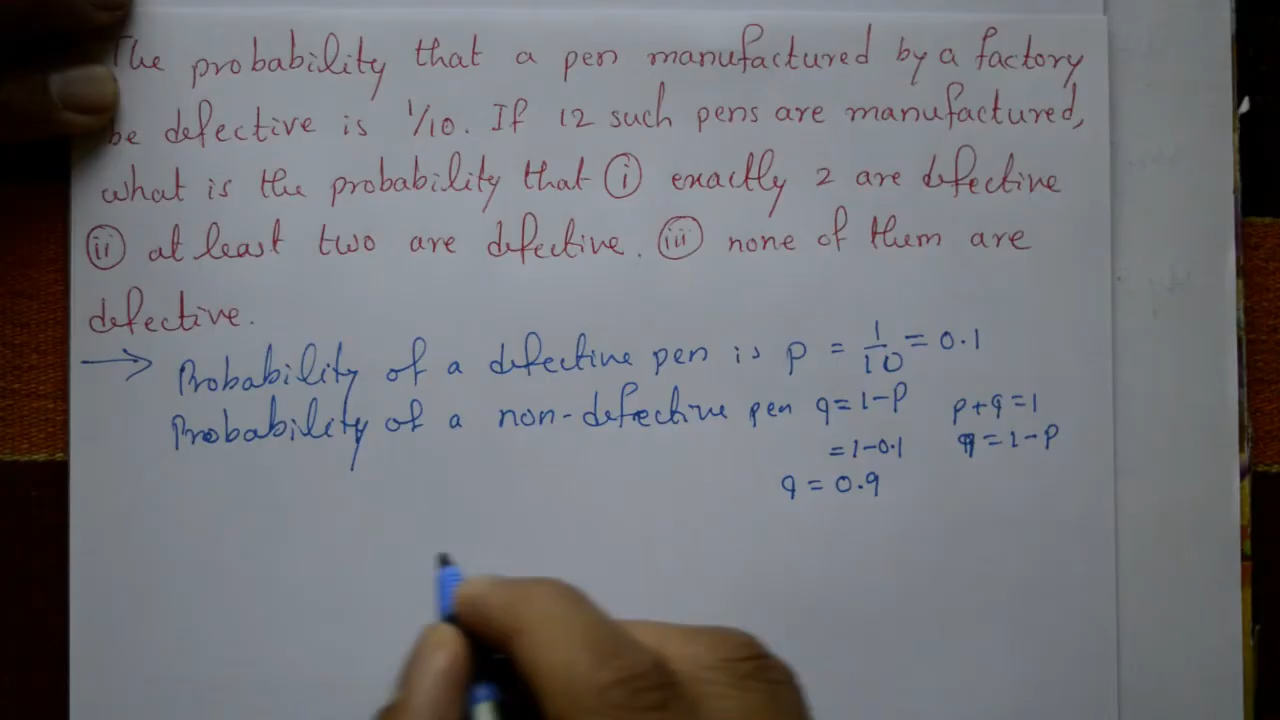 The probability that a pen manufactured by a factory
be defective is 1/10. If 12 such pens are manufactured,
what is the probability that (i) exactly 2 are defective
(ii) at least two are defective. (iii) none of them are
defective.
→ Probability of a defective pen is p = 1/10 = 0.1
Probability of a non-defective pen q = 1-P p+q=1
= 1-0.1 q = 1-P
q = 0.9